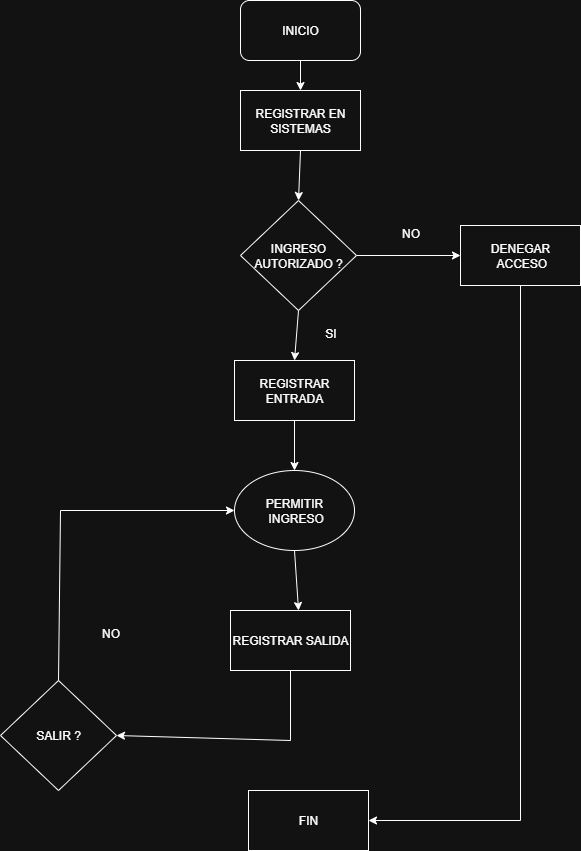 INICIO
REGISTRAR EN
SISTEMAS
INGRESO
AUTORIZADO ?
NO
DENEGAR
ACCESO
SI
REGISTRAR
ENTRADA
PERMITIR
INGRESO
NO
REGISTRAR SALIDA
SALIR ?
FIN